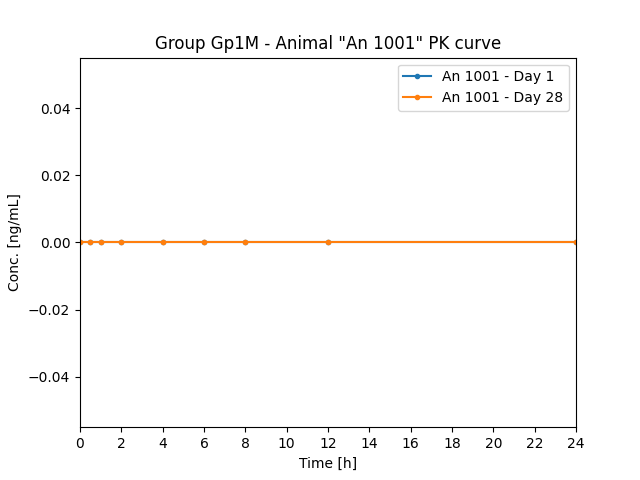 Group Gp1M - Animal "An 1001" PK curve
An 1001 - Day 1
An 1001 - Day 28
Conc. [ng/mL]
0.04
0.02
0.00
−0.02
−0.04
0 2 4 6 8 10 12 14 16 18 20 22 24
Time [h]